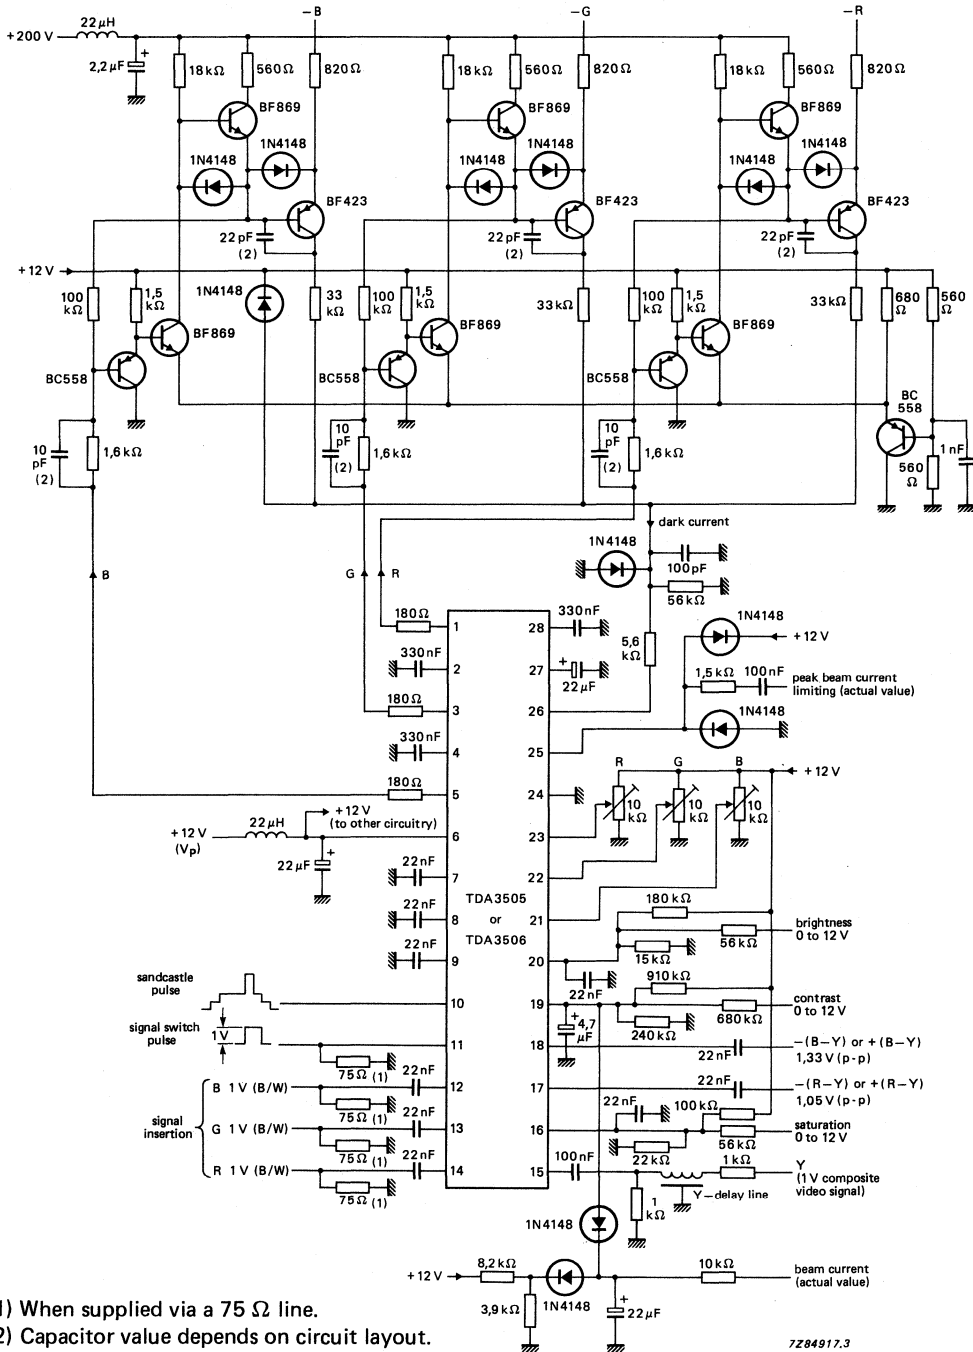 −B −G −R
22 µH
+200 V
2,2 µF +
18 kΩ 560 Ω 820 Ω 18 kΩ 560 Ω 820 Ω 18 kΩ 560 Ω 820 Ω
BF869 BF869 BF869
1N4148 1N4148 1N4148
1N4148 1N4148 1N4148
BF423 BF423 BF423
22 pF (2) 22 pF (2) 22 pF (2)
+12 V
100 kΩ 1,5 kΩ 1N4148 33 kΩ 100 kΩ 1,5 kΩ 33 kΩ 100 kΩ 1,5 kΩ 33 kΩ 680 Ω 560 Ω
BF869 BF869 BF869
BC558 BC558 BC558 BC 558
10 pF (2) 1,6 kΩ 10 pF (2) 1,6 kΩ 10 pF (2) 1,6 kΩ 560 Ω 1 nF
dark current
1N4148
100 pF
56 kΩ
B G R
180 Ω 1 28 330 nF
5,6 kΩ
1N4148
+12 V
330 nF 2 27 + 22 µF
1,5 kΩ 100 nF peak beam current
limiting (actual value)
180 Ω 3 26
1N4148
330 nF 4 25
R G B +12 V
180 Ω 5 24
10 kΩ 10 kΩ 10 kΩ
+12 V
(to other circuitry)
22 µH
+12 V
(Vp)
6 23
22 µF +
22 nF 7 22
TDA3505
or
TDA3506
180 kΩ
22 nF 8 21
brightness
0 to 12 V
56 kΩ
15 kΩ
22 nF 9 20
22 nF
910 kΩ
sandcastle
pulse
10 19
contrast
0 to 12 V
680 kΩ
+ 4,7 µF
240 kΩ
signal switch
pulse
1 V
11 18
22 nF
−(B−Y) or +(B−Y)
1,33 V (p-p)
75 Ω (1)
signal
insertion
B 1 V (B/W) 22 nF 12 17
22 nF
−(R−Y) or +(R−Y)
1,05 V (p-p)
75 Ω (1)
G 1 V (B/W) 22 nF 13 16
22 nF
100 kΩ
saturation
0 to 12 V
56 kΩ
22 kΩ
75 Ω (1)
R 1 V (B/W) 22 nF 14 15
100 nF
1 kΩ
Y
(1 V composite
video signal)
Y−delay line
75 Ω (1)
1 kΩ
1N4148
+12 V 8,2 kΩ 1N4148 10 kΩ
beam current
(actual value)
3,9 kΩ + 22 µF
1) When supplied via a 75 Ω line.
2) Capacitor value depends on circuit layout.
7Z84917.3